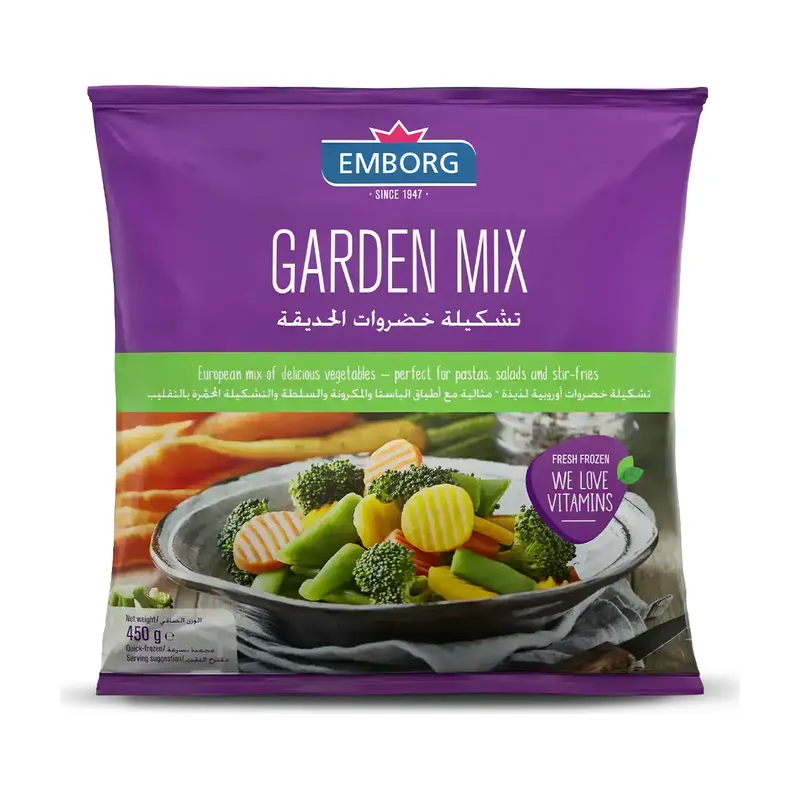 EMBORG
· SINCE 1947 ·
GARDEN MIX
تشكيلة خضروات الحديقة
European mix of delicious vegetables – perfect for pastas, salads and stir-fries
تشكيلة خضروات أوروبية لذيذة - مثالية مع أطباق الباستا والمكرونة والسلطة والتشكيلة المحمّرة بالتقليب
FRESH FROZEN
WE LOVE
VITAMINS
Net weight/ الوزن الصافي
450 g ℮
Quick-frozen/ مجمدة بسرعة
Serving suggestion/ مقترح التقديم